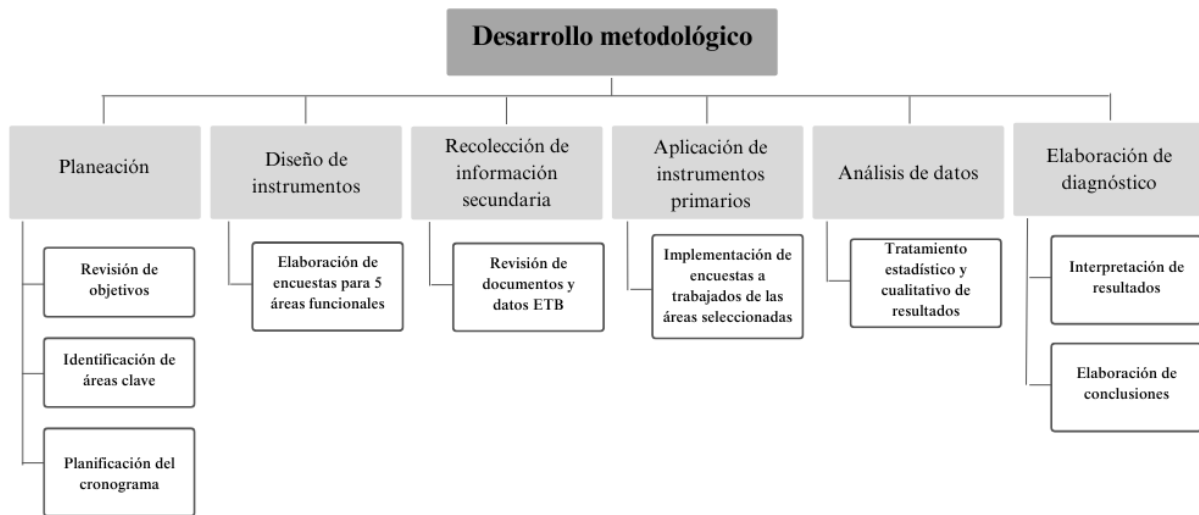 Desarrollo metodológico
Planeación
Revisión de
objetivos
Identificación de
áreas clave
Planificación del
cronograma
Diseño de
instrumentos
Elaboración de
encuestas para 5
áreas funcionales
Recolección de
información
secundaria
Revisión de
documentos y
datos ETB
Aplicación de
instrumentos
primarios
Implementación de
encuestas a
trabajados de las
áreas seleccionadas
Análisis de datos
Tratamiento
estadístico y
cualitativo de
resultados
Elaboración de
diagnóstico
Interpretación de
resultados
Elaboración de
conclusiones